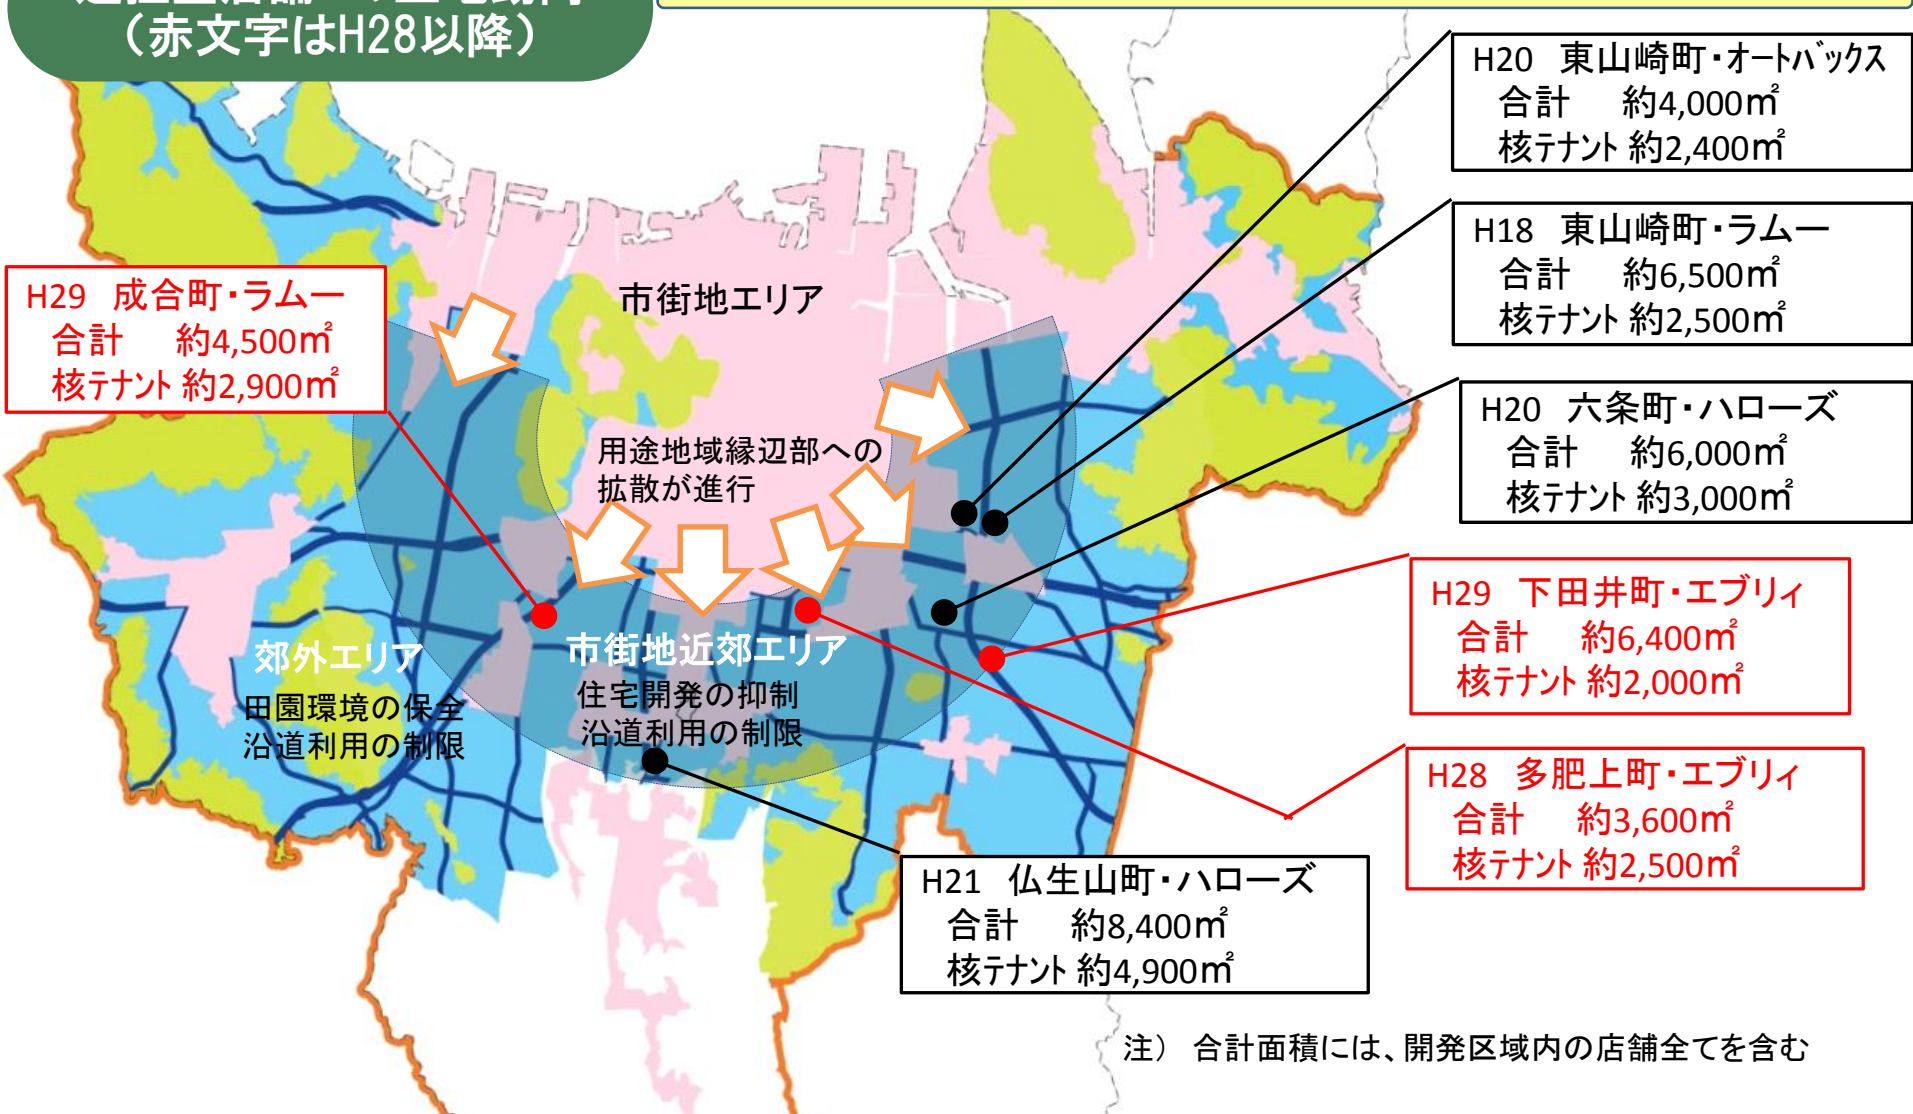 （赤文字はH28以降）
H20 東山崎町・オートバックス
合計 約4,000㎡
核テナント 約2,400㎡
H18 東山崎町・ラムー
合計 約6,500㎡
核テナント 約2,500㎡
H29 成合町・ラムー
合計 約4,500㎡
核テナント 約2,900㎡
市街地エリア
H20 六条町・ハローズ
合計 約6,000㎡
核テナント 約3,000㎡
用途地域縁辺部への
拡散が進行
H29 下田井町・エブリィ
合計 約6,400㎡
核テナント 約2,000㎡
郊外エリア
田園環境の保全
沿道利用の制限
市街地近郊エリア
住宅開発の抑制
沿道利用の制限
H28 多肥上町・エブリィ
合計 約3,600㎡
核テナント 約2,500㎡
H21 仏生山町・ハローズ
合計 約8,400㎡
核テナント 約4,900㎡
注） 合計面積には、開発区域内の店舗全てを含む